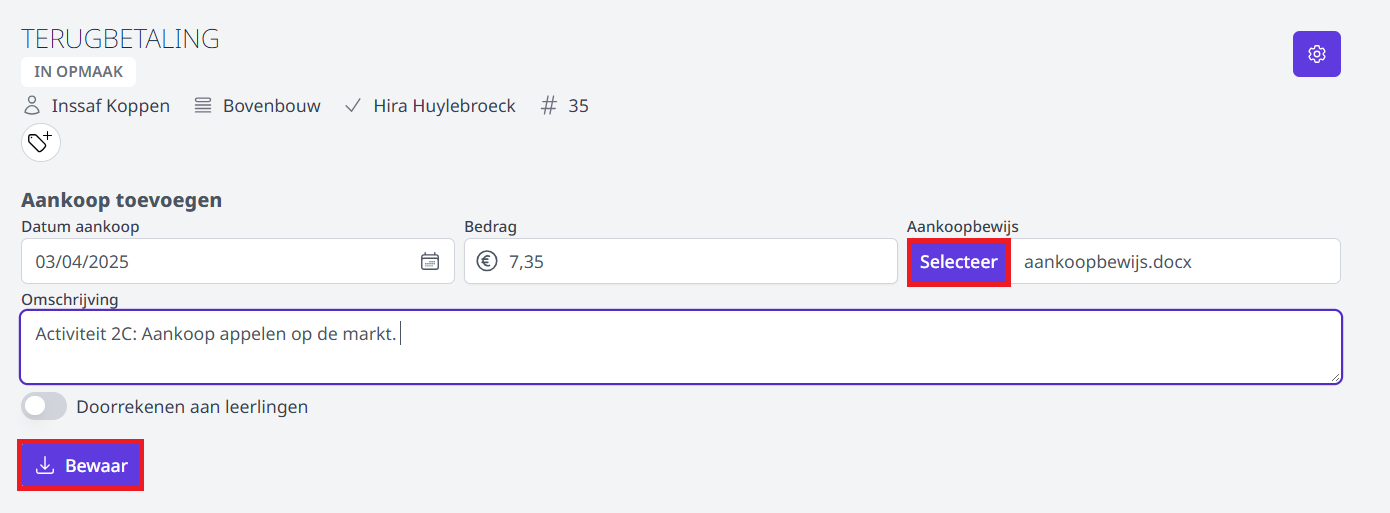 TERUGBETALING
IN OPMAAK
Inssaf Koppen Bovenbouw Hira Huylebroeck # 35
Aankoop toevoegen
Datum aankoop Bedrag Aankoopbewijs
03/04/2025 € 7,35 Selecteer aankoopbewijs.docx
Omschrijving
Activiteit 2C: Aankoop appelen op de markt.
Doorrekenen aan leerlingen
Bewaar